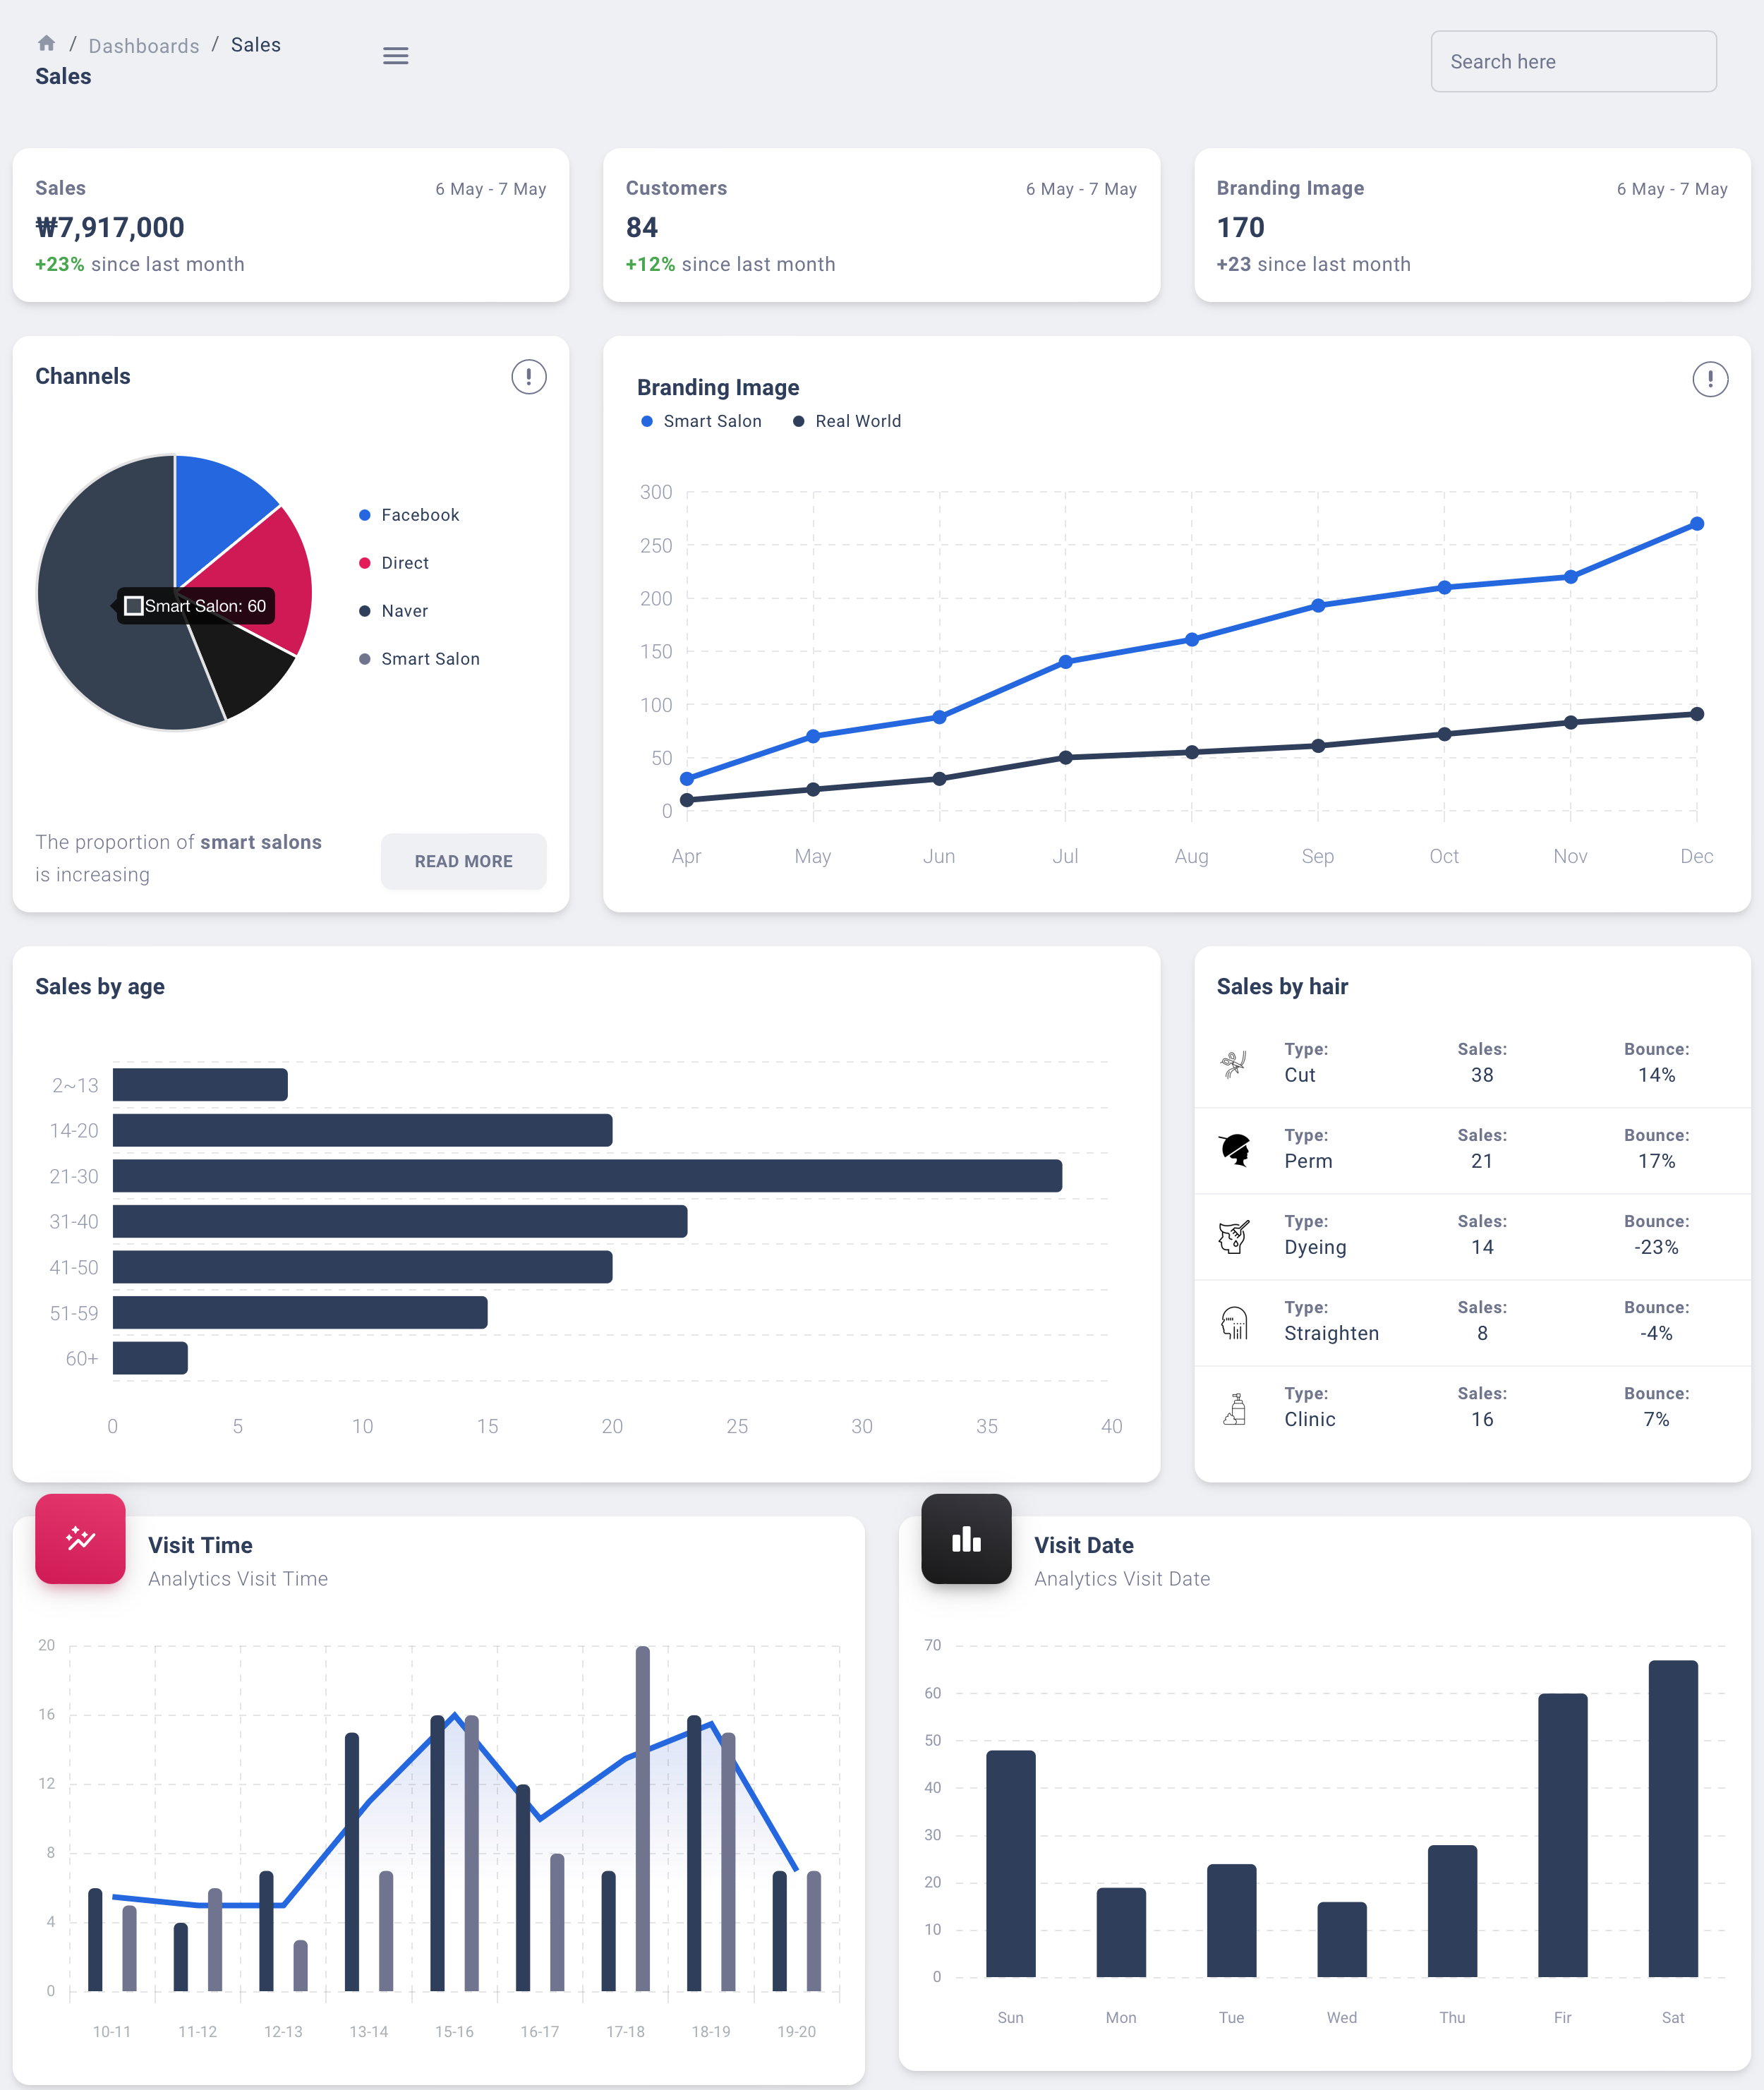 / Dashboards / Sales
Sales
Search here
Sales 6 May - 7 May
₩7,917,000
+23% since last month
Customers 6 May - 7 May
84
+12% since last month
Branding Image 6 May - 7 May
170
+23 since last month
Channels
Facebook
Direct
Naver
Smart Salon
Smart Salon: 60
The proportion of smart salons
is increasing
READ MORE
Branding Image
Smart Salon Real World
300
250
200
150
100
50
0
Apr May Jun Jul Aug Sep Oct Nov Dec
Sales by age
2~13
14-20
21-30
31-40
41-50
51-59
60+
0 5 10 15 20 25 30 35 40
Sales by hair
Type: Sales: Bounce:
Cut 38 14%
Type: Sales: Bounce:
Perm 21 17%
Type: Sales: Bounce:
Dyeing 14 -23%
Type: Sales: Bounce:
Straighten 8 -4%
Type: Sales: Bounce:
Clinic 16 7%
Visit Time
Analytics Visit Time
20
16
12
8
4
0
10-11 11-12 12-13 13-14 15-16 16-17 17-18 18-19 19-20
Visit Date
Analytics Visit Date
70
60
50
40
30
20
10
0
Sun Mon Tue Wed Thu Fir Sat